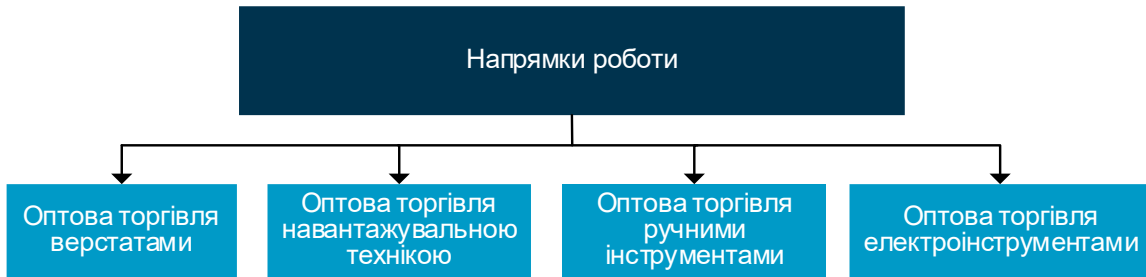 Напрямки роботи
Оптова торгівля
верстатами
Оптова торгівля
навантажувальною
технікою
Оптова торгівля
ручними
інструментами
Оптова торгівля
електроінструментами